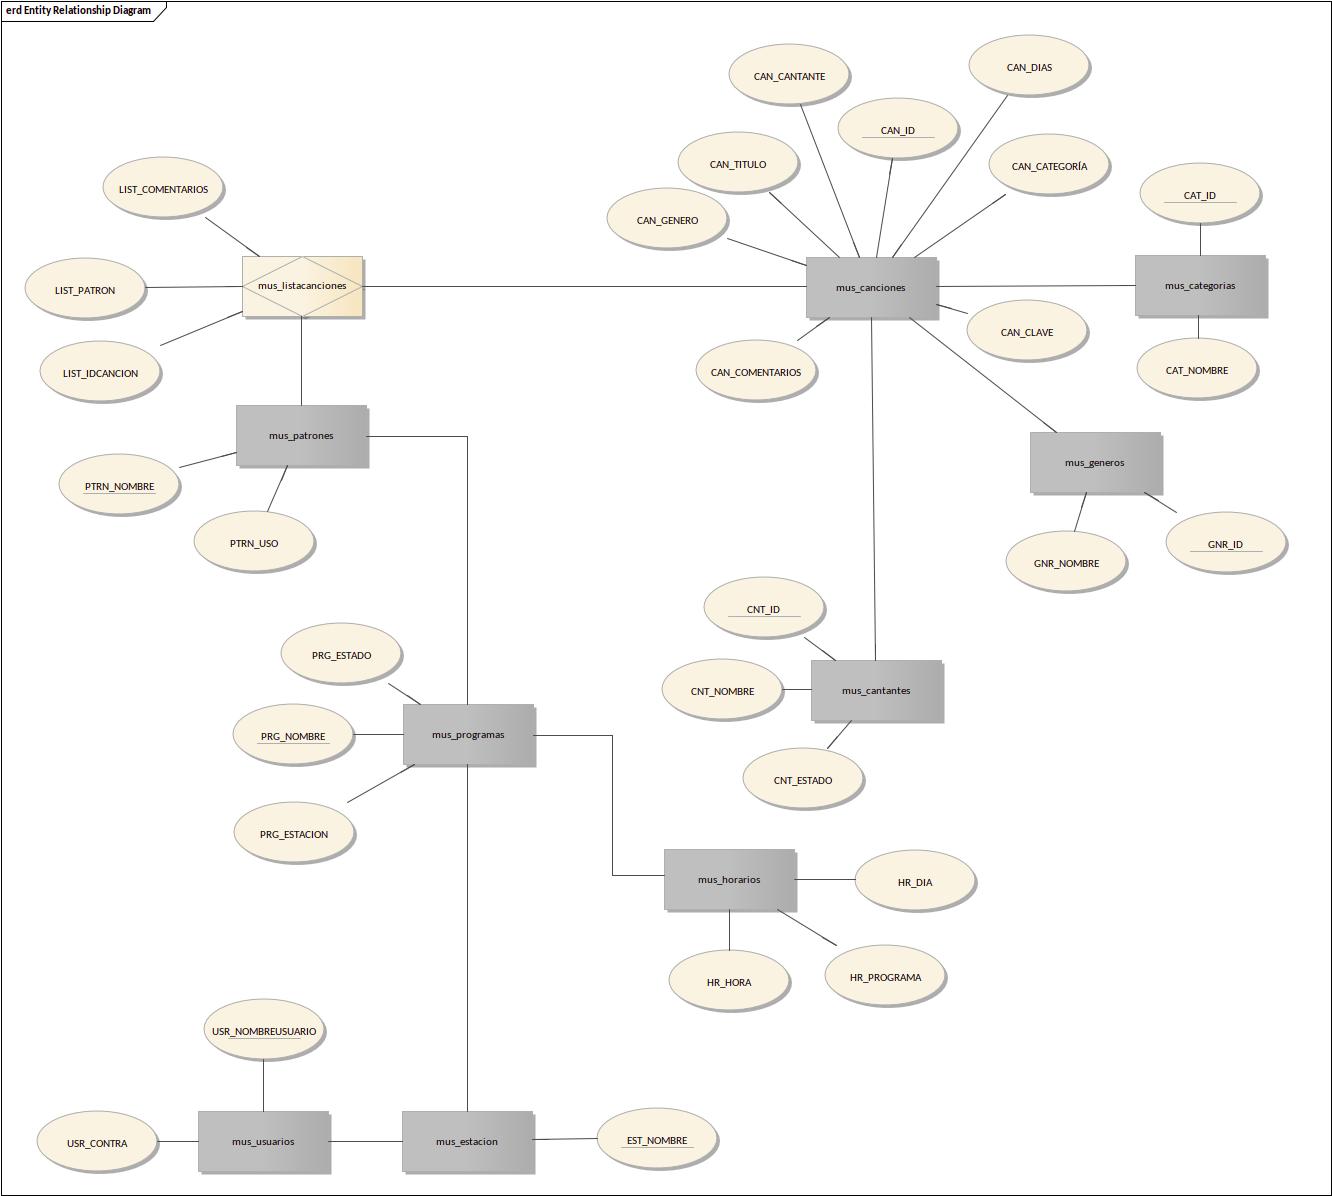 erd Entity Relationship Diagram
CAN_CANTANTE
CAN_DIAS
CAN_ID
CAN_TITULO
CAN_CATEGORÍA
LIST_COMENTARIOS
CAT_ID
CAN_GENERO
LIST_PATRON
mus_listacanciones
mus_canciones
mus_categorias
CAN_CLAVE
LIST_IDCANCION
CAN_COMENTARIOS
CAT_NOMBRE
mus_patrones
mus_generos
PTRN_NOMBRE
PTRN_USO
GNR_NOMBRE
GNR_ID
CNT_ID
PRG_ESTADO
CNT_NOMBRE
mus_cantantes
PRG_NOMBRE
mus_programas
CNT_ESTADO
PRG_ESTACION
mus_horarios
HR_DIA
HR_HORA
HR_PROGRAMA
USR_NOMBREUSUARIO
USR_CONTRA
mus_usuarios
mus_estacion
EST_NOMBRE